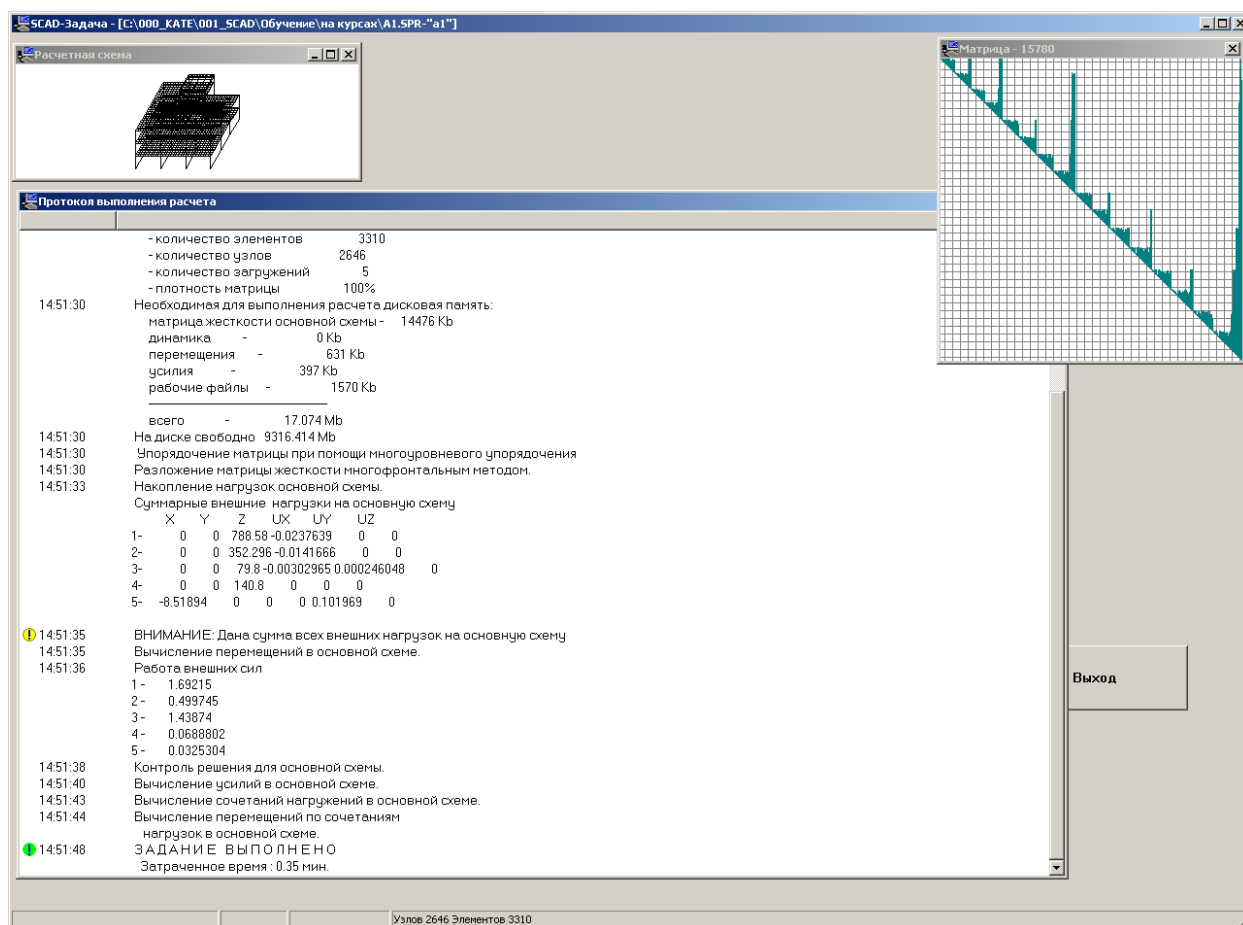 SCAD-Задача - [C:\000_KATE\001_SCAD\Обучение\на курсах\A1.SPR-"a1"]
Расчетная схема
Матрица - 15780
Протокол выполнения расчета
- количество элементов 3310
- количество узлов 2646
- количество загружений 5
- плотность матрицы 100%
14:51:30 Необходимая для выполнения расчета дисковая память:
матрица жесткости основной схемы - 14476 Kb
динамика - 0 Kb
перемещения - 631 Kb
усилия - 397 Kb
рабочие файлы - 1570 Kb
всего - 17.074 Mb
14:51:30 На диске свободно 9316.414 Mb
14:51:30 Упорядочение матрицы при помощи многоуровневого упорядочения
14:51:30 Разложение матрицы жесткости многофронтальным методом.
14:51:33 Накопление нагрузок основной схемы.
Суммарные внешние нагрузки на основную схему
X Y Z UX UY UZ
1- 0 0 788.58 -0.0237639 0 0
2- 0 0 352.296 -0.0141666 0 0
3- 0 0 79.8 -0.00302965 0.000246048 0
4- 0 0 140.8 0 0 0
5- -8.51894 0 0 0 0.101969 0
14:51:35 ВНИМАНИЕ: Дана сумма всех внешних нагрузок на основную схему
14:51:35 Вычисление перемещений в основной схеме.
14:51:36 Работа внешних сил
1 - 1.69215
2 - 0.499745
3 - 1.43874
4 - 0.0688802
5 - 0.0325304
14:51:38 Контроль решения для основной схемы.
14:51:40 Вычисление усилий в основной схеме.
14:51:43 Вычисление сочетаний нагружений в основной схеме.
14:51:44 Вычисление перемещений по сочетаниям
нагрузок в основной схеме.
14:51:48 З А Д А Н И Е В Ы П О Л Н Е Н О
Затраченное время : 0.35 мин.
Выход
Узлов 2646 Элементов 3310